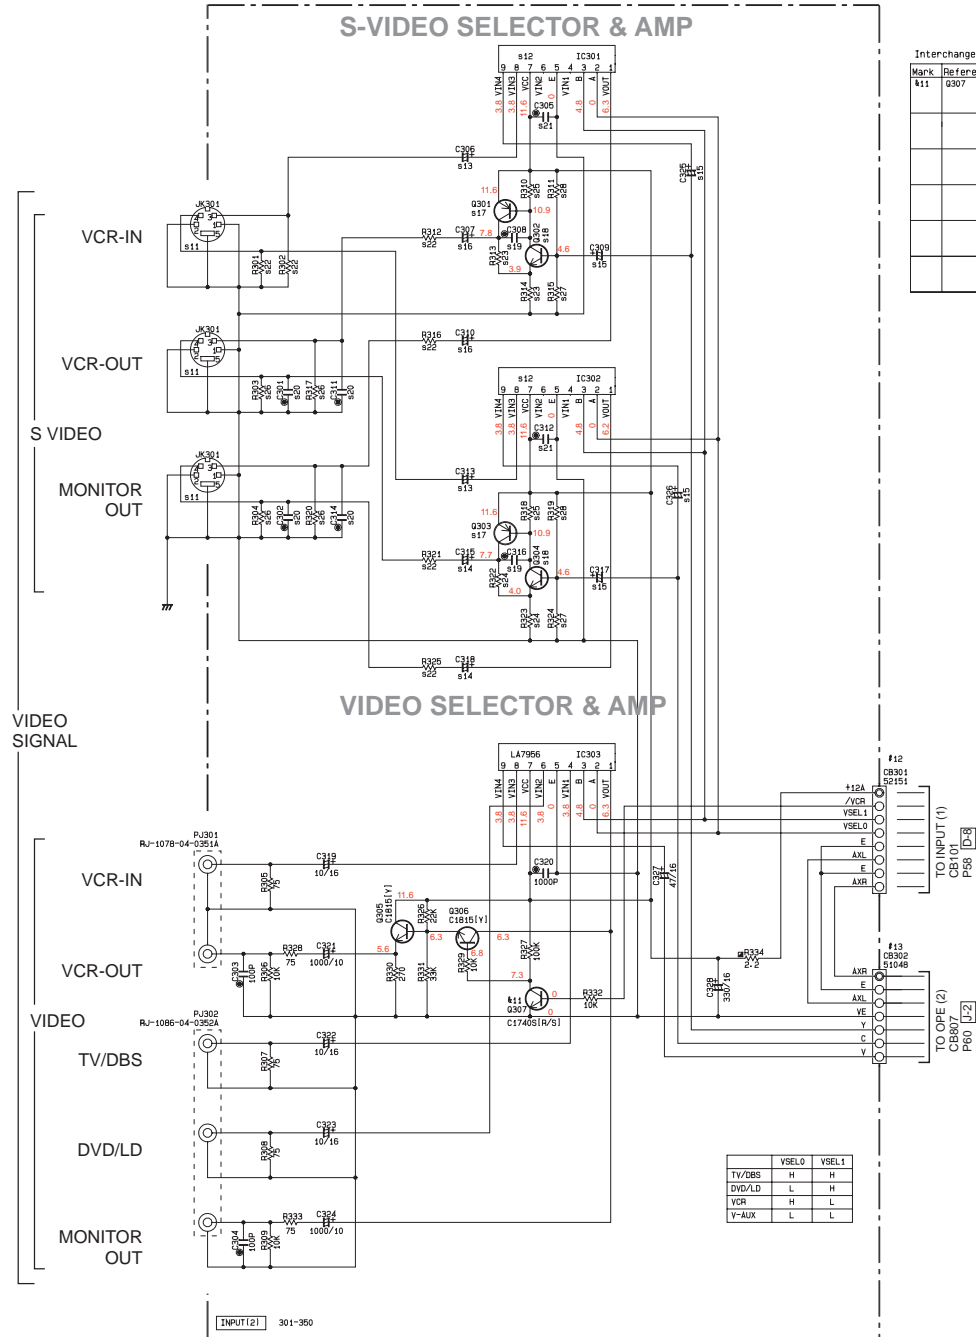 S-VIDEO SELECTOR & AMP
Interchange
Mark Refere
&11 Q307
s12 IC301
9 8 7 6 5 4 3 2 1
VIN4 VIN3 VCC VIN2 E VIN1 B A VOUT
3.8 3.8 11.6 0 4.8 0 6.3
C305
s21
C306
s13
C325
s15
R310
s25
R311
s28
11.6
Q301
s17
10.9
JK301
VCR-IN
s11
R301
s22
R302
s22
R312
s22
C307
s16
7.8
C308
s19
Q302
s18
4.6
C309
s15
R313
s23
3.9
R314
s23
R315
s27
JK301
VCR-OUT
s11
R316
s22
C310
s16
R303
s26
C301
s20
R317
s26
C311
s20
s12 IC302
9 8 7 6 5 4 3 2 1
VIN4 VIN3 VCC VIN2 E VIN1 B A VOUT
3.8 3.8 11.6 0 4.8 0 6.2
C312
s21
S VIDEO
JK301
MONITOR
OUT
s11
C313
s13
C326
s15
R304
s26
C302
s20
R320
s26
C314
s20
R318
s25
R319
s28
11.6
Q303
s17
10.9
R321
s22
C315
s14
7.7
C316
s19
Q304
s18
4.6
C317
s15
R322
s24
4.0
R323
s24
R324
s27
R325
s22
C318
s14
VIDEO SELECTOR & AMP
VIDEO
SIGNAL
LA7956 IC303
9 8 7 6 5 4 3 2 1
VIN4 VIN3 VCC VIN2 E VIN1 B A VOUT
3.8 3.8 11.6 3.8 0 3.8 4.8 0 6.3
#12
CB301
52151
+12A
/VCR
VSEL1
VSEL0
E
AXL
E
AXR
TO INPUT (1)
CB101
P58 D-8
PJ301
RJ-1078-04-0351A
VCR-IN
R305
75
C319
10/16
C320
1000P
C327
47/16
11.6
Q305
C1815[Y]
R326
22K
Q306
C1815[Y]
6.3
6.3
VCR-OUT
C303
100P
R306
10K
R328
75
C321
1000/10
5.6
R330
270
R331
33K
R329
10K
6.8
R327
100K
7.3
R334
2.2
C328
330/16
&11
Q307
C1740S[R/S]
0
0
R332
10K
#13
CB302
51048
AXR
E
AXL
VE
Y
C
V
TO OPE (2)
CB807
P60 J-2
VIDEO
PJ302
RJ-1086-04-0352A
TV/DBS
R307
75
C322
10/16
DVD/LD
R308
75
C323
10/16
MONITOR
OUT
C304
100P
R309
10K
R333
75
C324
1000/10
VSEL0 VSEL1
TV/DBS H H
DVD/LD L H
VCR H L
V-AUX L L
INPUT(2) 301-350